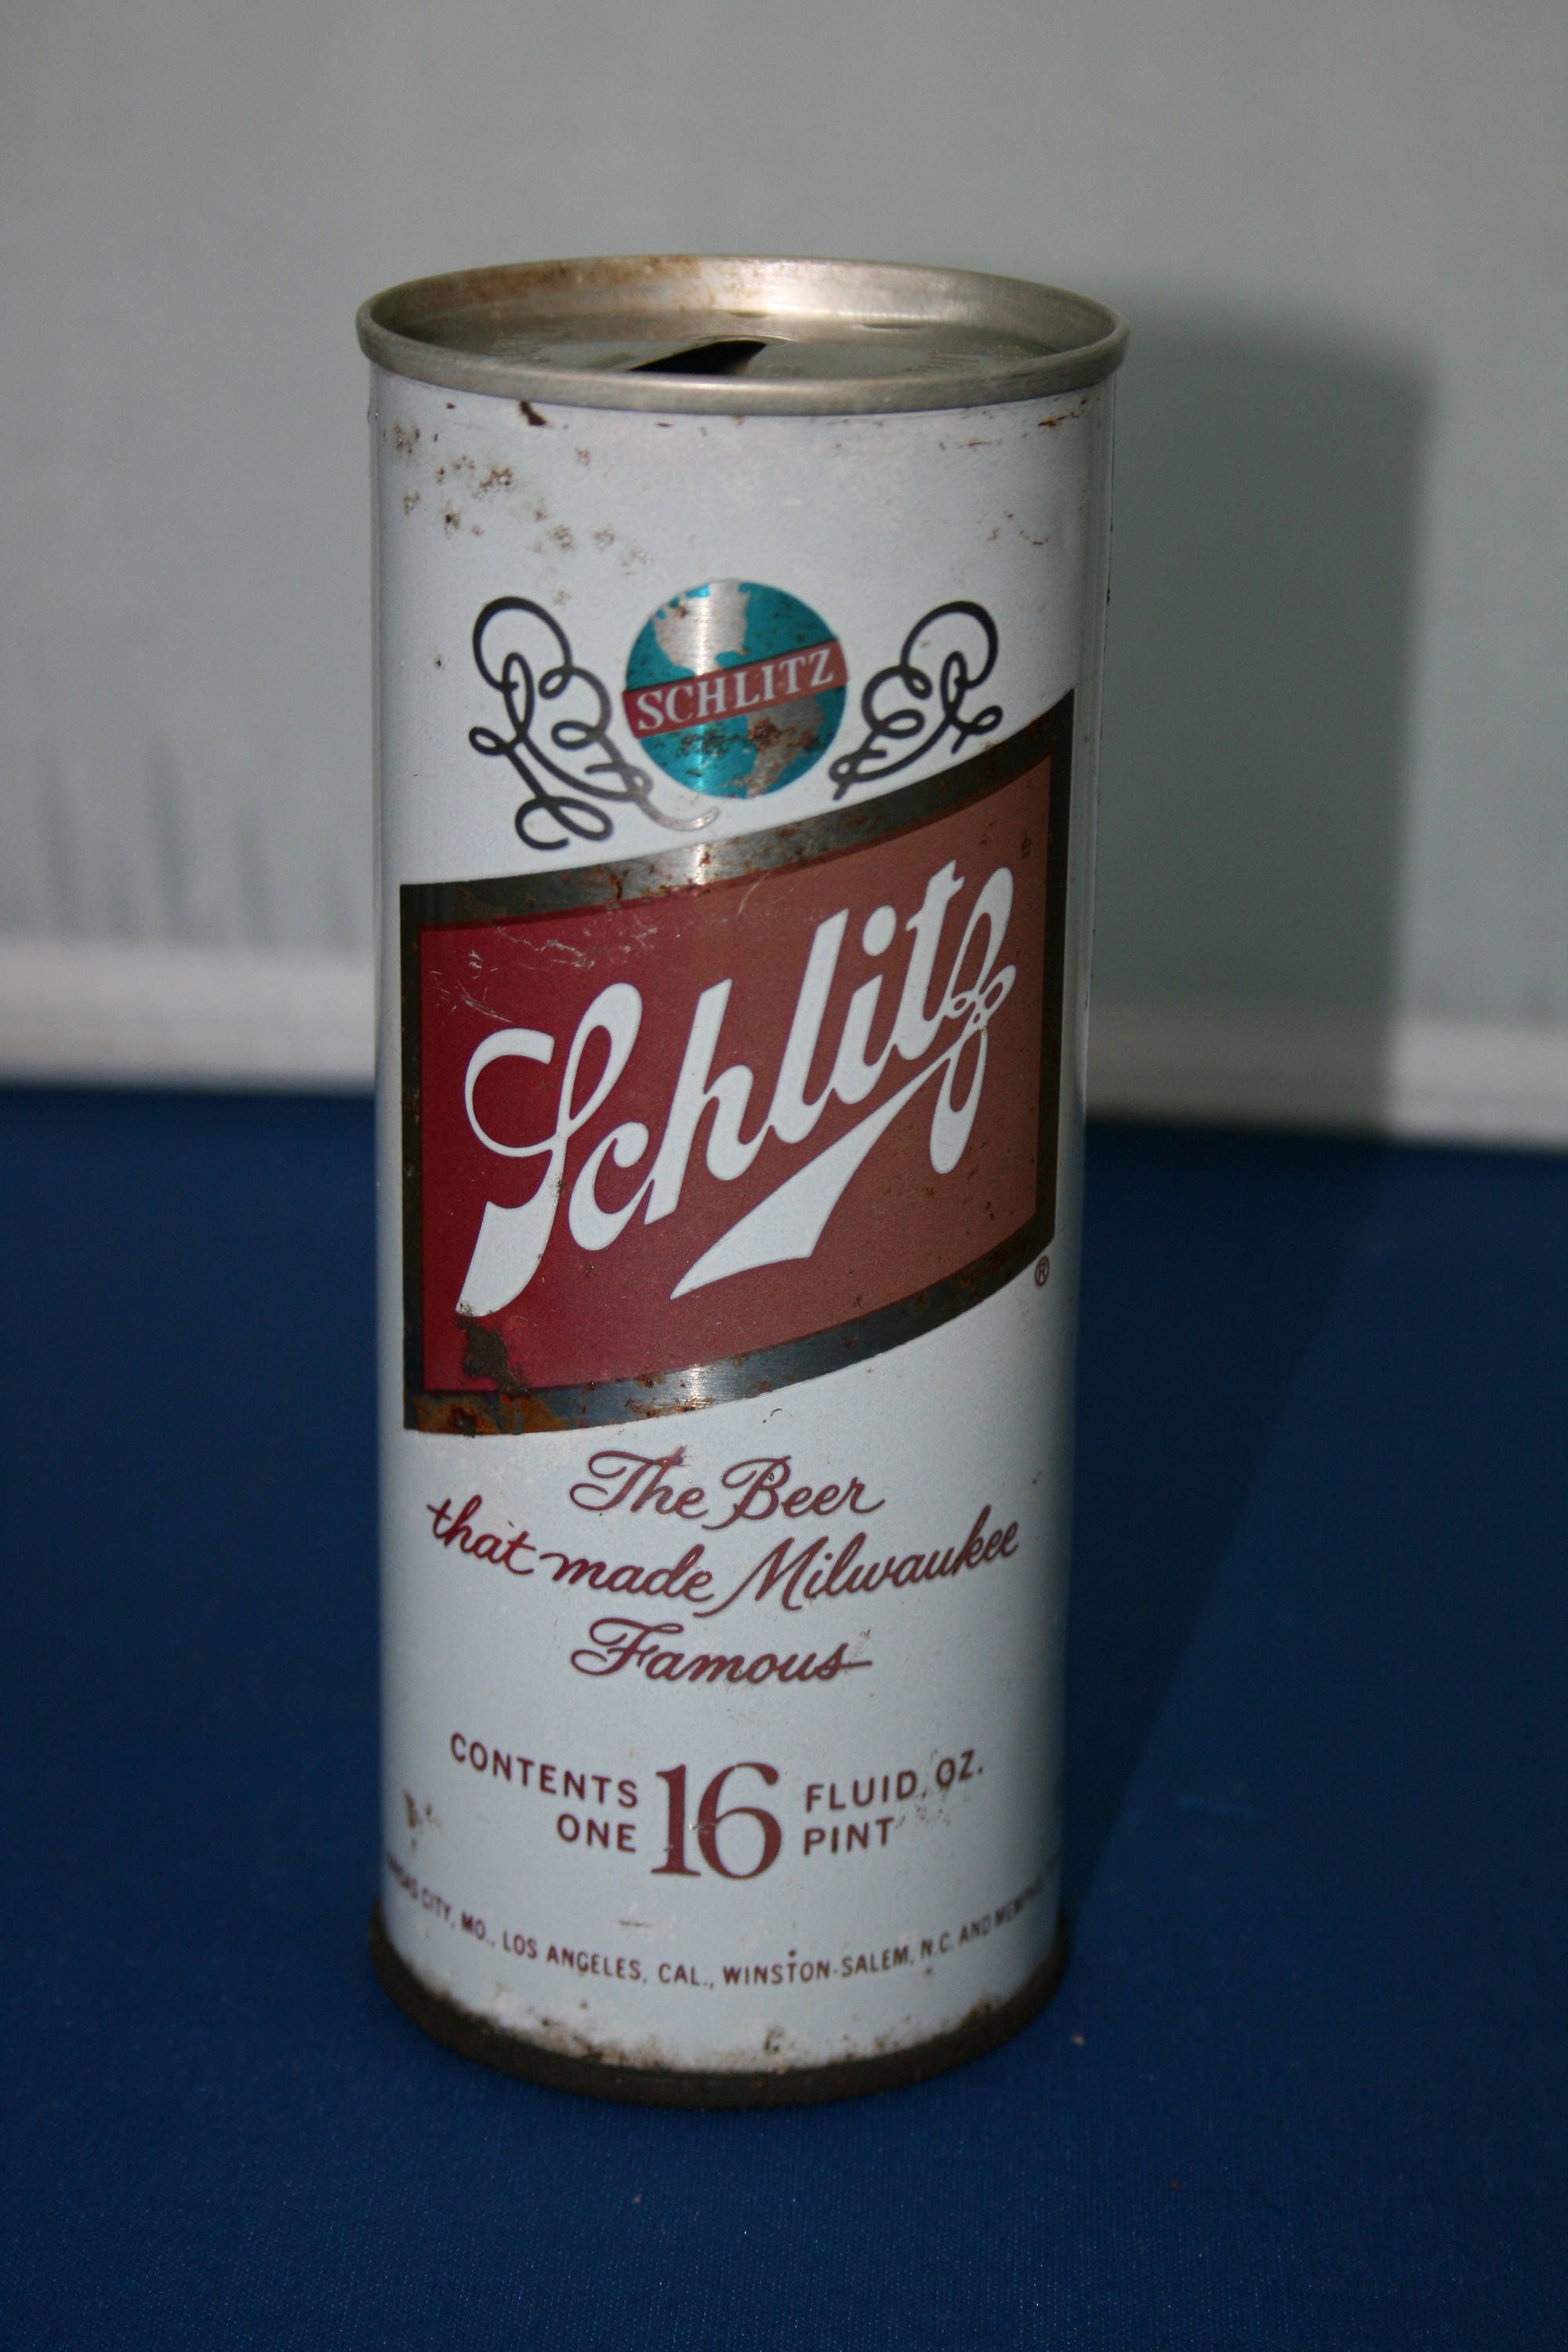 SCHLITZ
Schlitz
®
The Beer
that made Milwaukee
Famous
CONTENTS 16 FLUID OZ.
ONE PINT
CITY, MO., LOS ANGELES, CAL., WINSTON-SALEM, N.C. AND